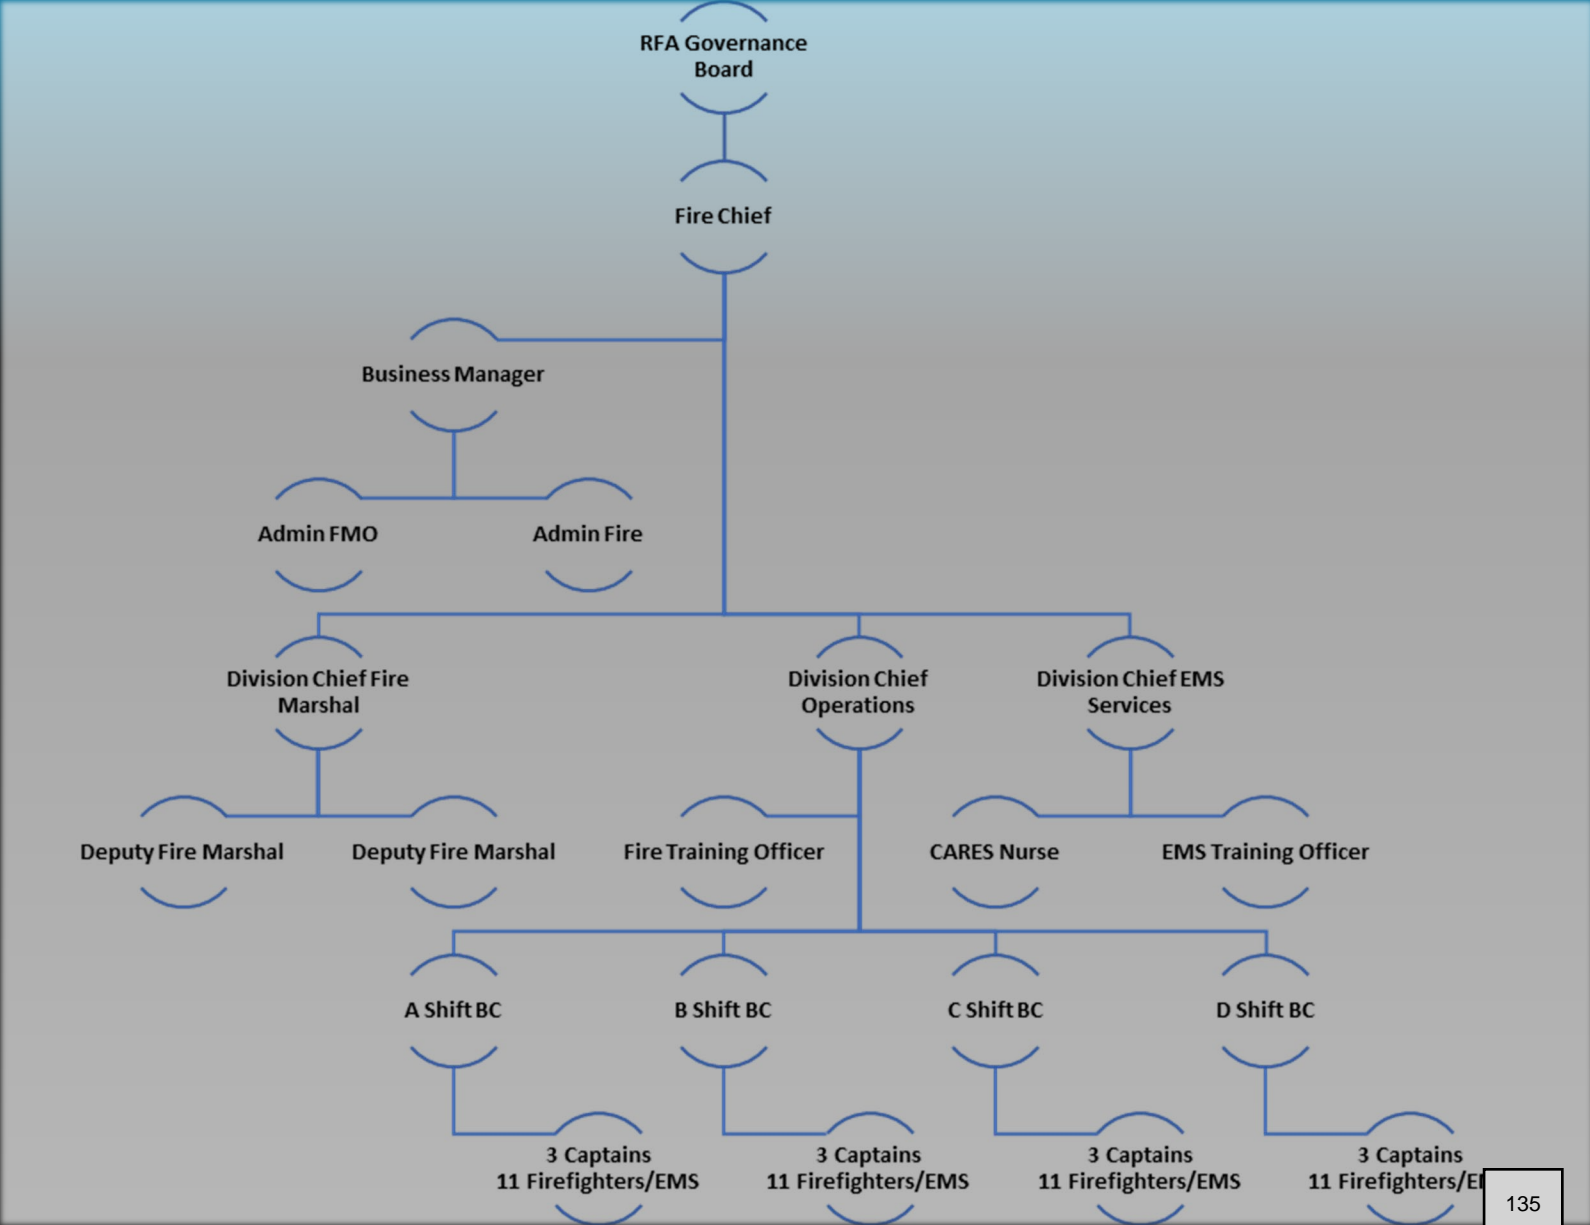 RFA Governance
Board
Fire Chief
Business Manager
Admin FMO
Admin Fire
Division Chief Fire
Marshal
Division Chief
Operations
Division Chief EMS
Services
Deputy Fire Marshal
Deputy Fire Marshal
Fire Training Officer
CARES Nurse
EMS Training Officer
A Shift BC
B Shift BC
C Shift BC
D Shift BC
3 Captains
11 Firefighters/EMS
3 Captains
11 Firefighters/EMS
3 Captains
11 Firefighters/EMS
3 Captains
11 Firefighters/
135